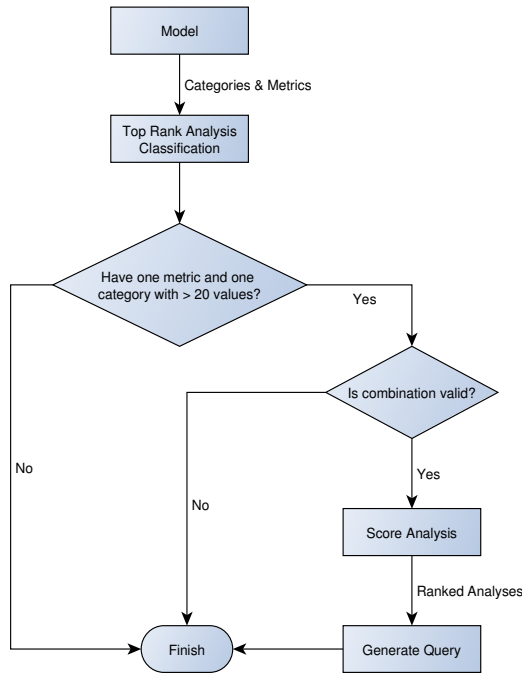 Model
Categories & Metrics
Top Rank Analysis
Classification
Have one metric and one
category with > 20 values?
Yes
Is combination valid?
No
No
Yes
Score Analysis
Ranked Analyses
Finish
Generate Query